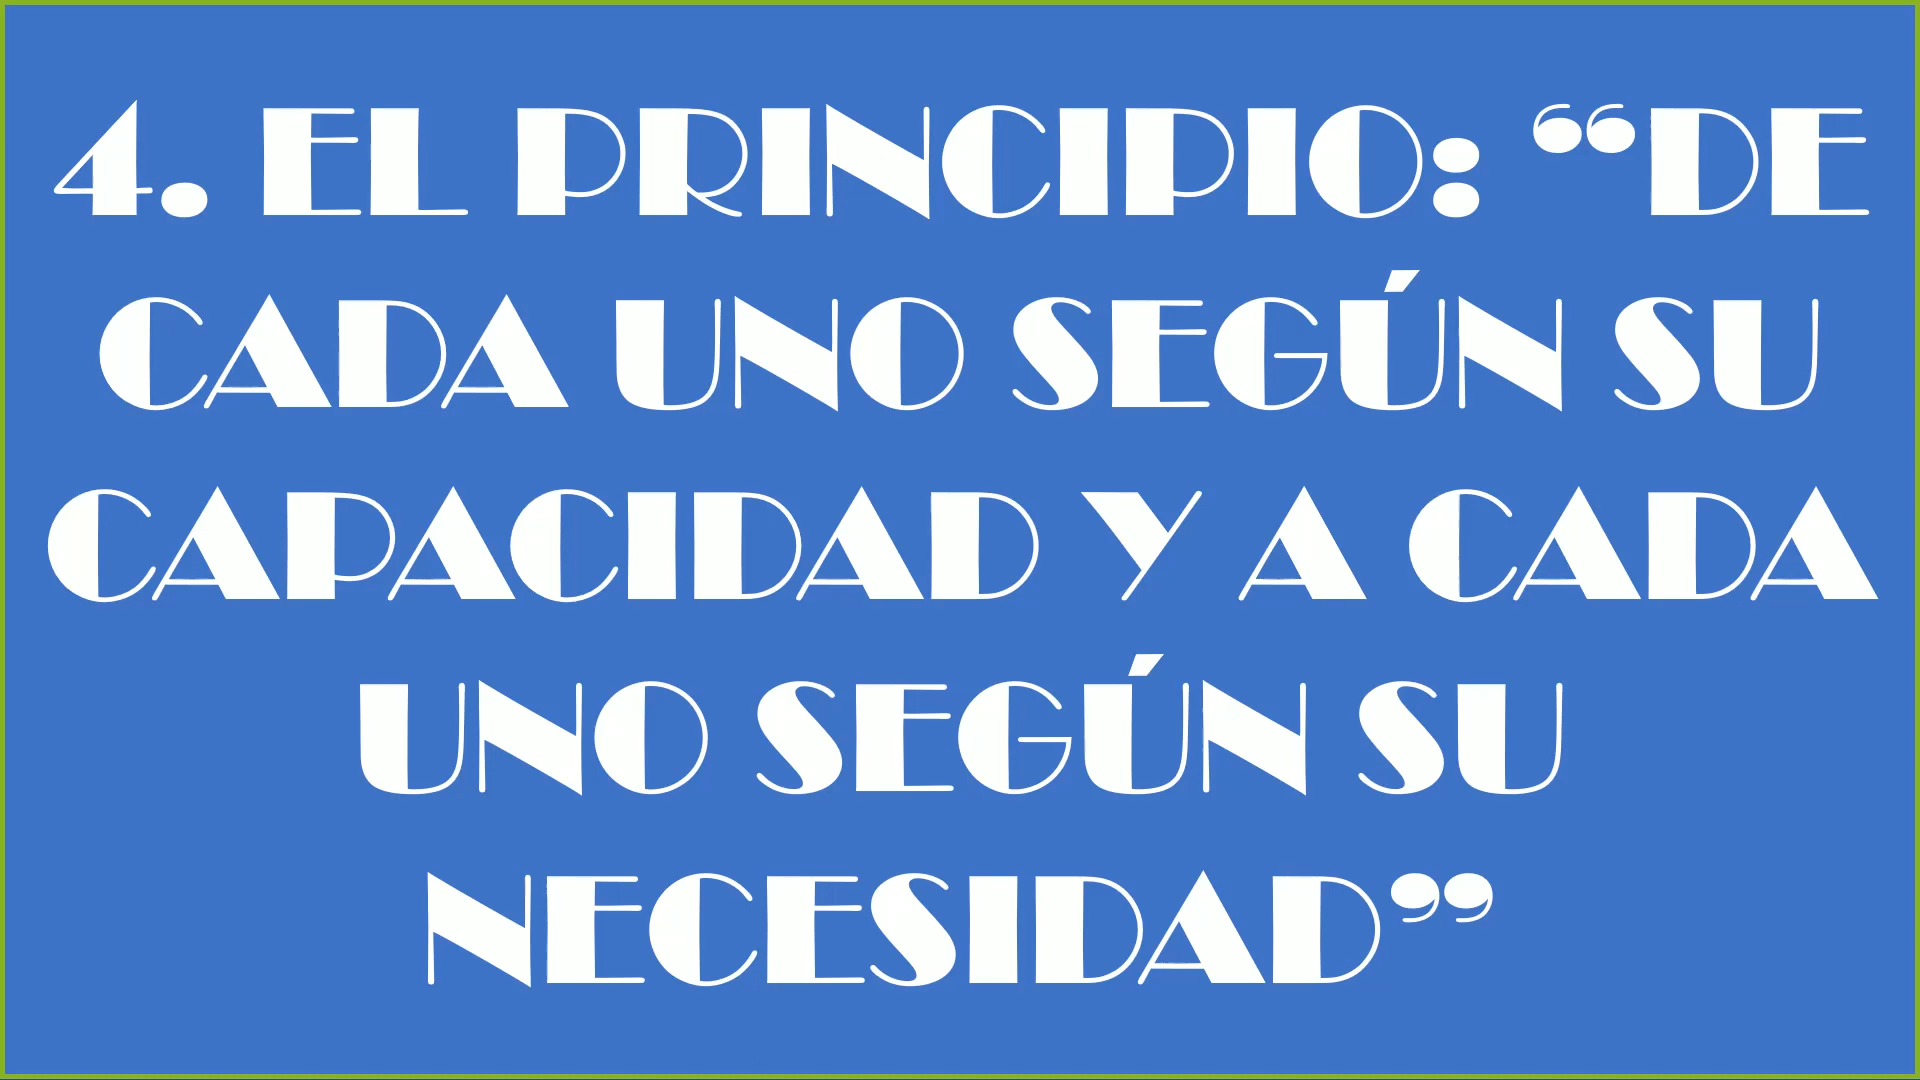 4. EL PRINCIPIO: “DE
CADA UNO SEGÚN SU
CAPACIDAD Y A CADA
UNO SEGÚN SU
NECESIDAD”